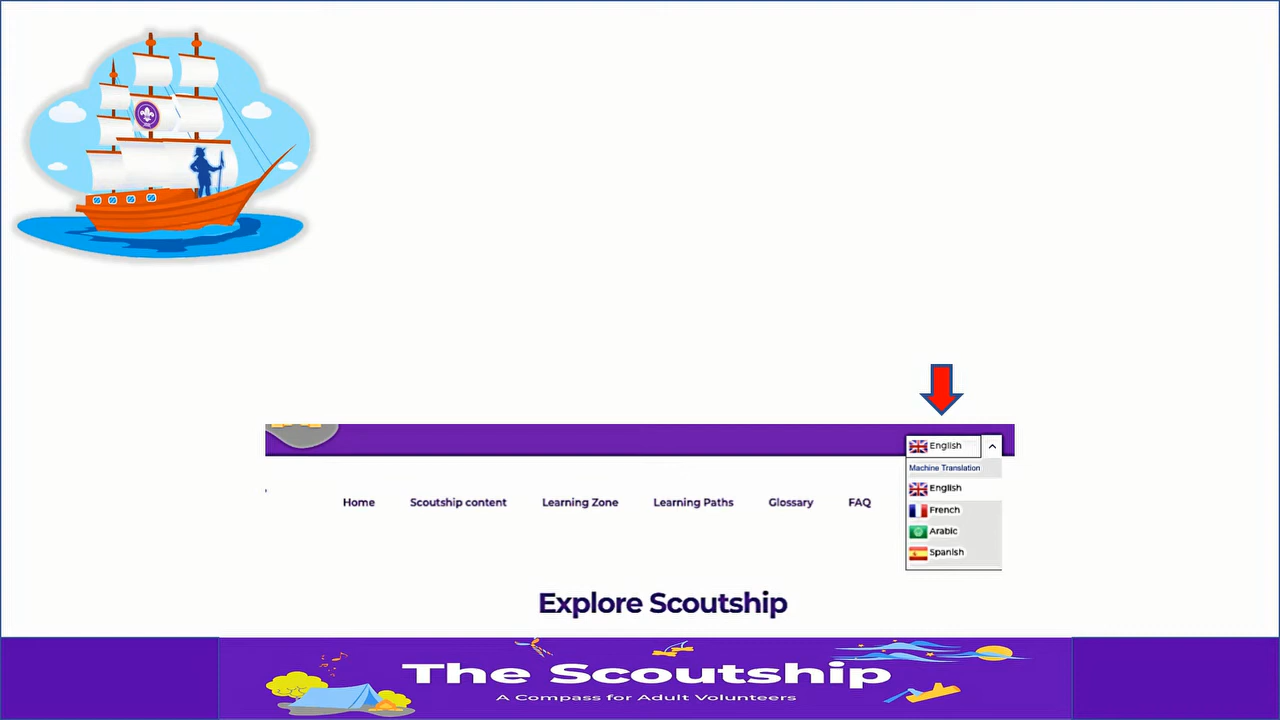 English
Machine Translation
English
French
Arabic
Spanish
Home Scoutship content Learning Zone Learning Paths Glossary FAQ
Explore Scoutship
The Scoutship
A Compass for Adult Volunteers